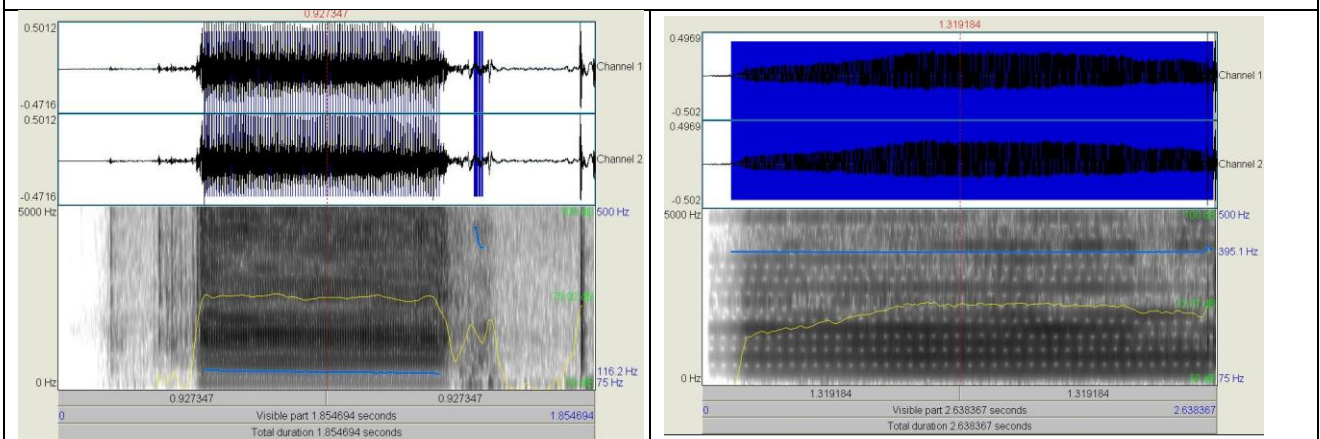 0.927347
0.5012
Channel 1
-0.4716
0.5012
Channel 2
-0.4716
5000 Hz
500 Hz
116.2 Hz
0 Hz
75 Hz
0.927347 0.927347
0 Visible part 1.854694 seconds 1.854694
Total duration 1.854694 seconds
1.319184
0.4969
Channel 1
-0.502
0.4969
Channel 2
-0.502
5000 Hz
100 dB 500 Hz
395.1 Hz
0 Hz
75 Hz
1.319184 1.319184
0 Visible part 2.638367 seconds 2.638367
Total duration 2.638367 seconds